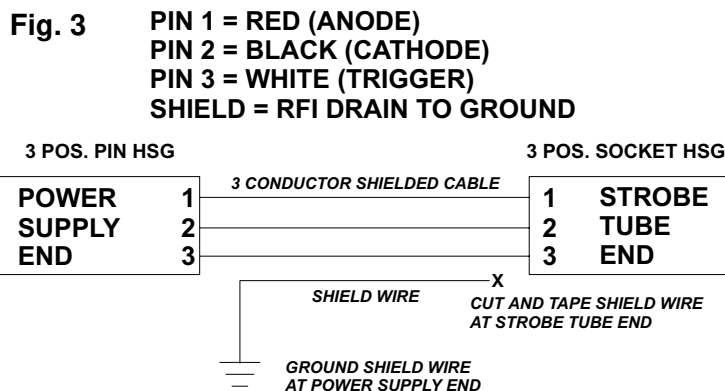 Fig. 3
PIN 1 = RED (ANODE)
PIN 2 = BLACK (CATHODE)
PIN 3 = WHITE (TRIGGER)
SHIELD = RFI DRAIN TO GROUND
3 POS. PIN HSG
3 POS. SOCKET HSG
POWER 1
SUPPLY 2
END 3
3 CONDUCTOR SHIELDED CABLE
1 STROBE
2 TUBE
3 END
SHIELD WIRE
X
CUT AND TAPE SHIELD WIRE
AT STROBE TUBE END
GROUND SHIELD WIRE
AT POWER SUPPLY END